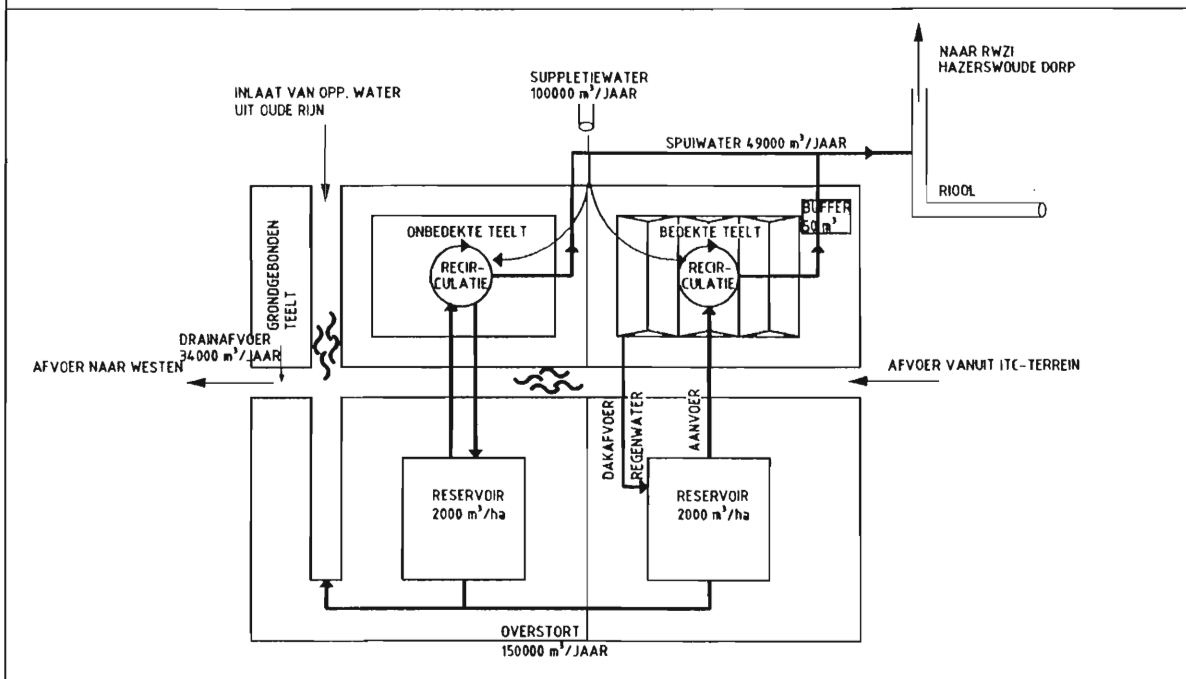 NAAR RWZI
HAZERSWOUDE DORP
SUPPLETIEWATER
100000 m³/JAAR
INLAAT VAN OPP. WATER
UIT OUDE RIJN
SPUIWATER 49000 m³/JAAR
RIOOL
BUFFER
50 m³
ONBEDEKTE TEELT
BEDEKTE TEELT
RECIR-
CULATIE
RECIR-
CULATIE
GRONDGEBONDEN
TEELT
DRAINAFVOER
34000 m³/JAAR
AFVOER NAAR WESTEN
AFVOER VANUIT ITC-TERREIN
DAKAFVOER
REGENWATER
AANVOER
RESERVOIR
2000 m³/ha
RESERVOIR
2000 m³/ha
OVERSTORT
150000 m³/JAAR